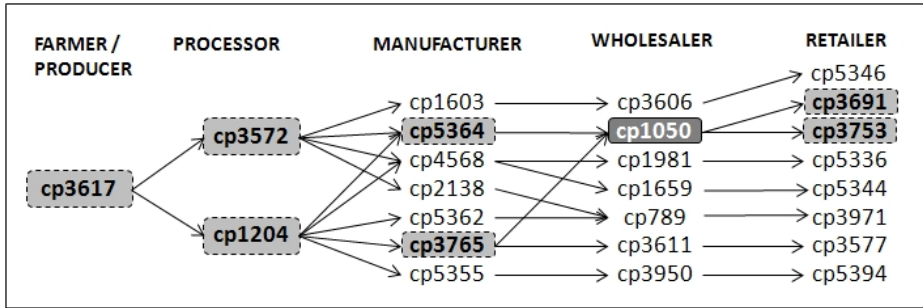 FARMER / PRODUCER
PROCESSOR
MANUFACTURER
WHOLESALER
RETAILER
cp3617
cp3572
cp1204
cp1603
cp5364
cp4568
cp2138
cp5362
cp3765
cp5355
cp3606
cp1050
cp1981
cp1659
cp789
cp3611
cp3950
cp5346
cp3691
cp3753
cp5336
cp5344
cp3971
cp3577
cp5394